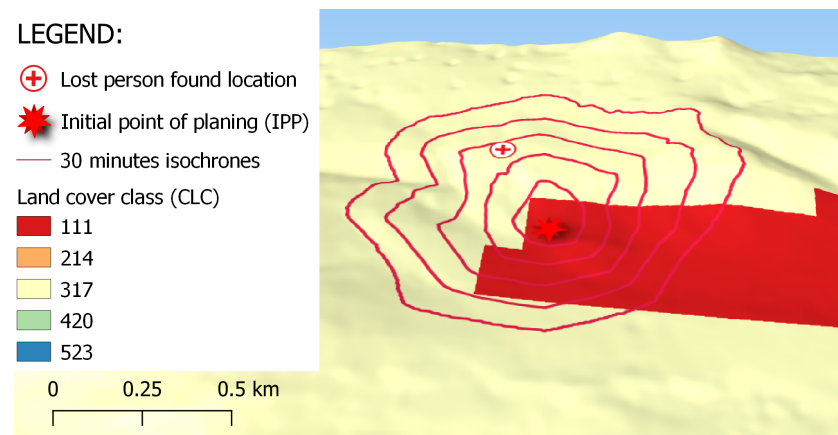 LEGEND:
Lost person found location
Initial point of planing (IPP)
30 minutes isochrones
Land cover class (CLC)
111
214
317
420
523
0 0.25 0.5 km